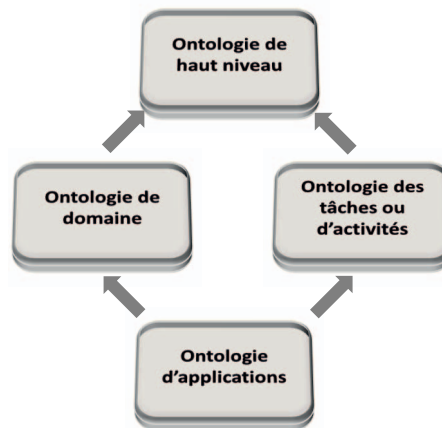 Ontologie de
haut niveau
Ontologie de
domaine
Ontologie des
tâches ou
d’activités
Ontologie
d’applications